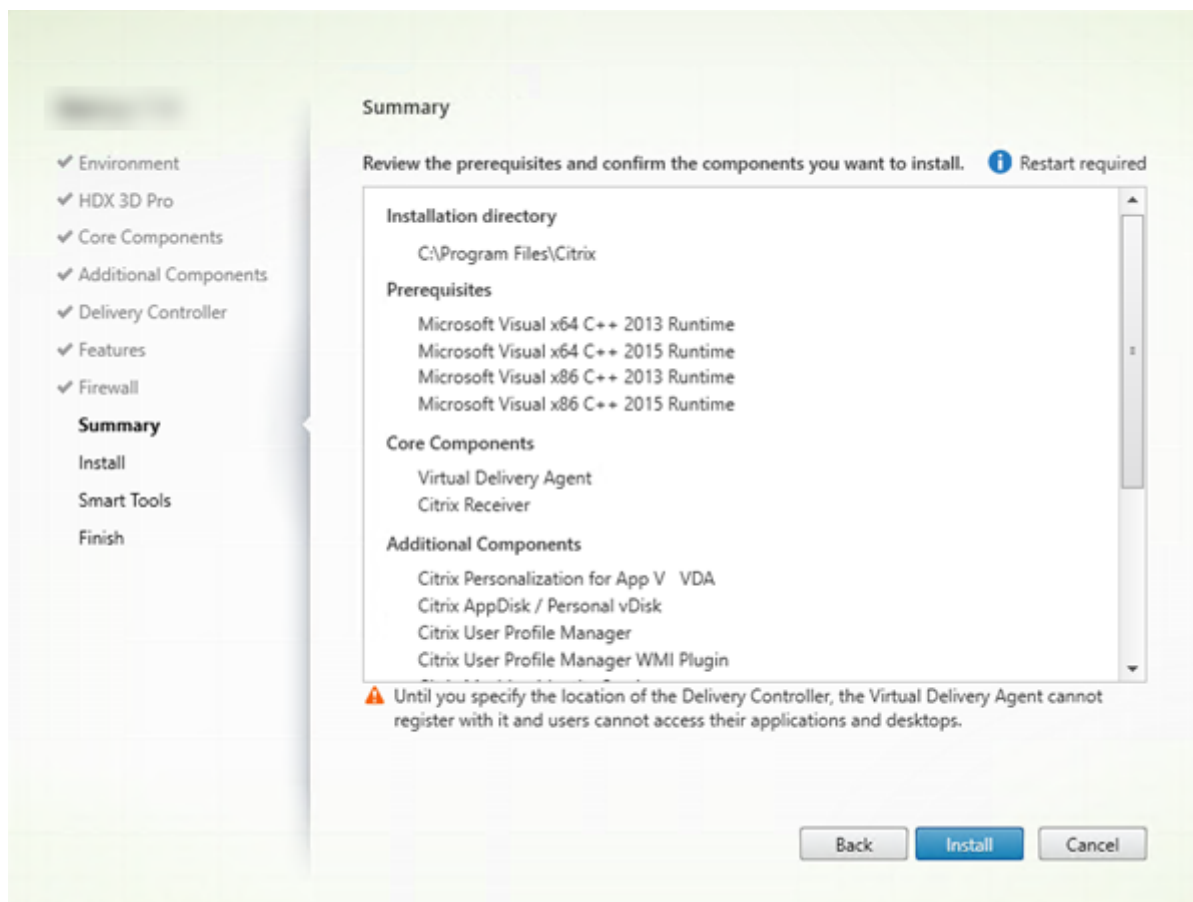 Summary
Environment
HDX 3D Pro
Core Components
Additional Components
Delivery Controller
Features
Firewall
Summary
Install
Smart Tools
Finish
Review the prerequisites and confirm the components you want to install.
Restart required
Installation directory
C:\Program Files\Citrix
Prerequisites
Microsoft Visual x64 C++ 2013 Runtime
Microsoft Visual x64 C++ 2015 Runtime
Microsoft Visual x86 C++ 2013 Runtime
Microsoft Visual x86 C++ 2015 Runtime
Core Components
Virtual Delivery Agent
Citrix Receiver
Additional Components
Citrix Personalization for App V VDA
Citrix AppDisk / Personal vDisk
Citrix User Profile Manager
Citrix User Profile Manager WMI Plugin
Until you specify the location of the Delivery Controller, the Virtual Delivery Agent cannot
register with it and users cannot access their applications and desktops.
Back
Install
Cancel